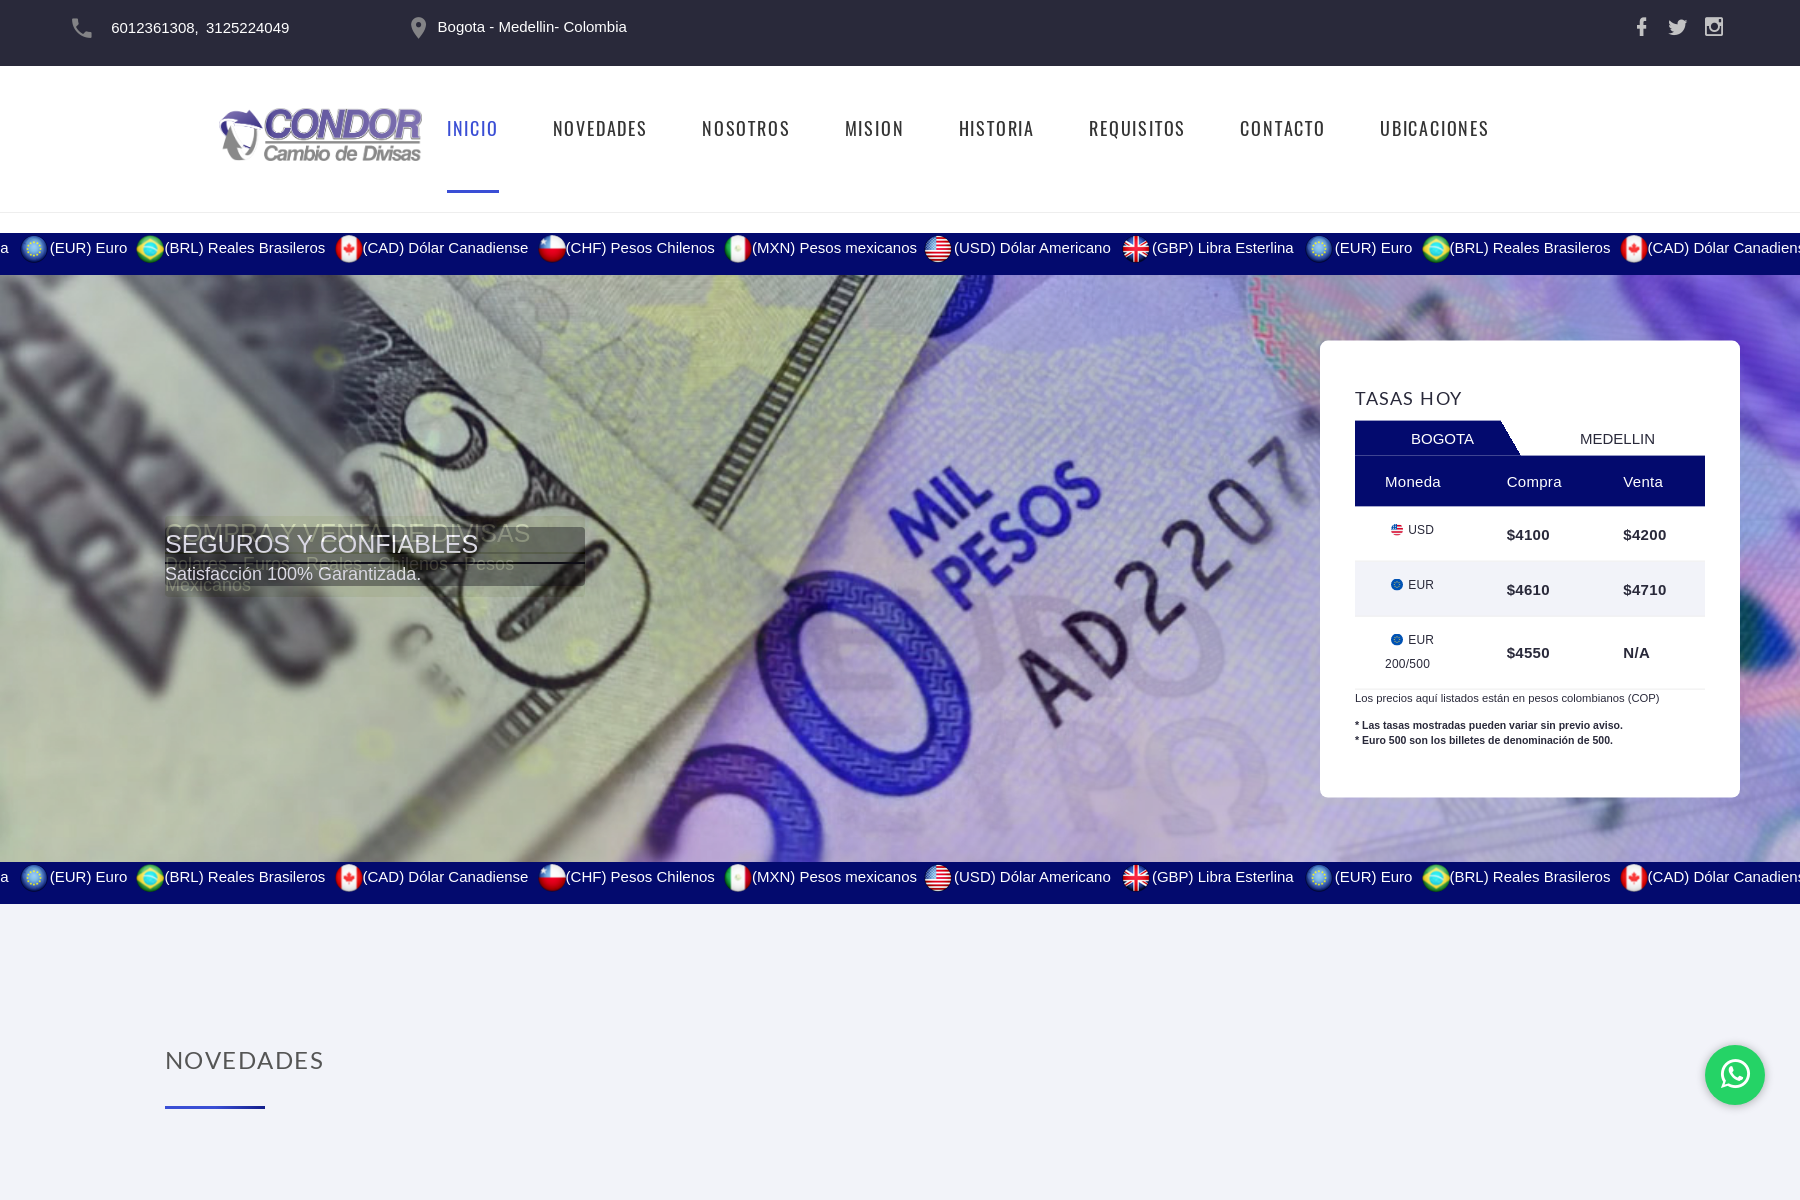 6012361308, 3125224049
Bogota - Medellin- Colombia
CONDOR
Cambio de Divisas
INICIO NOVEDADES NOSOTROS MISION HISTORIA REQUISITOS CONTACTO UBICACIONES
a (EUR) Euro (BRL) Reales Brasileros (CAD) Dólar Canadiense (CHF) Pesos Chilenos (MXN) Pesos mexicanos (USD) Dólar Americano (GBP) Libra Esterlina (EUR) Euro (BRL) Reales Brasileros (CAD) Dólar Canadiens
20
MIL
PESOS
AD2207
COMPRA Y VENTA DE DIVISAS
Dolares - Euros - Reales - Chilenos - Pesos
Mexicanos
SEGUROS Y CONFIABLES
Satisfacción 100% Garantizada.
TASAS HOY
BOGOTA MEDELLIN
Moneda Compra Venta
USD $4100 $4200
EUR $4610 $4710
EUR
200/500 $4550 N/A
Los precios aquí listados están en pesos colombianos (COP)
* Las tasas mostradas pueden variar sin previo aviso.
* Euro 500 son los billetes de denominación de 500.
a (EUR) Euro (BRL) Reales Brasileros (CAD) Dólar Canadiense (CHF) Pesos Chilenos (MXN) Pesos mexicanos (USD) Dólar Americano (GBP) Libra Esterlina (EUR) Euro (BRL) Reales Brasileros (CAD) Dólar Canadiens
NOVEDADES